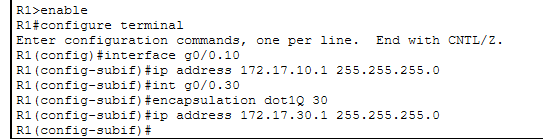 R1>enable
R1#configure terminal
Enter configuration commands, one per line.  End with CNTL/Z.
R1(config)#interface g0/0.10
R1(config-subif)#ip address 172.17.10.1 255.255.255.0
R1(config-subif)#int g0/0.30
R1(config-subif)#encapsulation dot1Q 30
R1(config-subif)#ip address 172.17.30.1 255.255.255.0
R1(config-subif)#